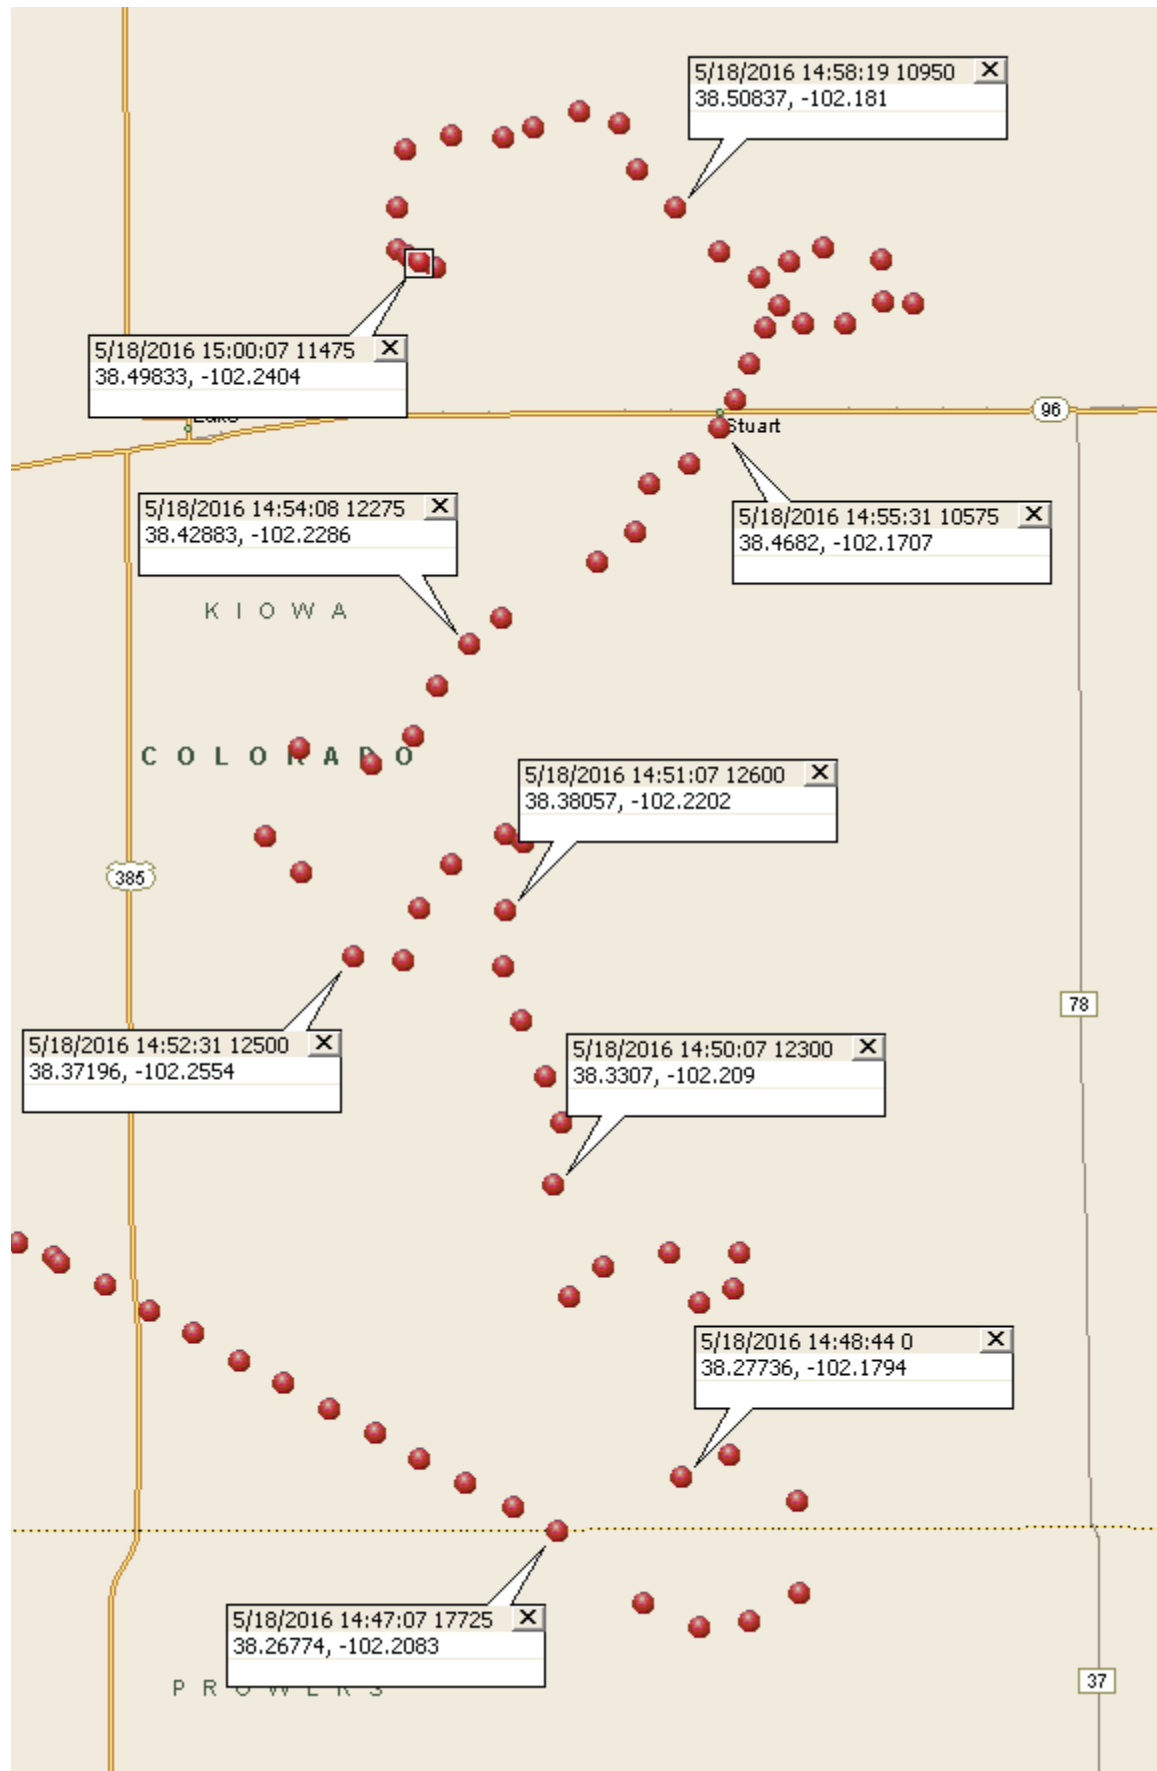 5/18/2016 14:58:19 10950
38.50837, -102.181
5/18/2016 15:00:07 11475
38.49833, -102.2404
96
Stuart
5/18/2016 14:54:08 12275
38.42883, -102.2286
5/18/2016 14:55:31 10575
38.4682, -102.1707
KIOWA
COLORADO
5/18/2016 14:51:07 12600
38.38057, -102.2202
385
78
5/18/2016 14:52:31 12500
38.37196, -102.2554
5/18/2016 14:50:07 12300
38.3307, -102.209
5/18/2016 14:48:44 0
38.27736, -102.1794
5/18/2016 14:47:07 17725
38.26774, -102.2083
PROWERS
37